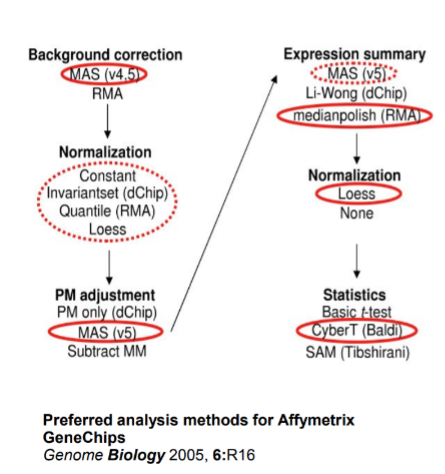 Background correction
MAS (v4,5)
RMA
Normalization
Constant
Invariantset (dChip)
Quantile (RMA)
Loess
PM adjustment
PM only (dChip)
MAS (v5)
Subtract MM
Expression summary
MAS (v5)
Li-Wong (dChip)
medianpolish (RMA)
Normalization
Loess
None
Statistics
Basic t-test
CyberT (Baldi)
SAM (Tibshirani)
Preferred analysis methods for Affymetrix
GeneChips
Genome Biology 2005, 6:R16